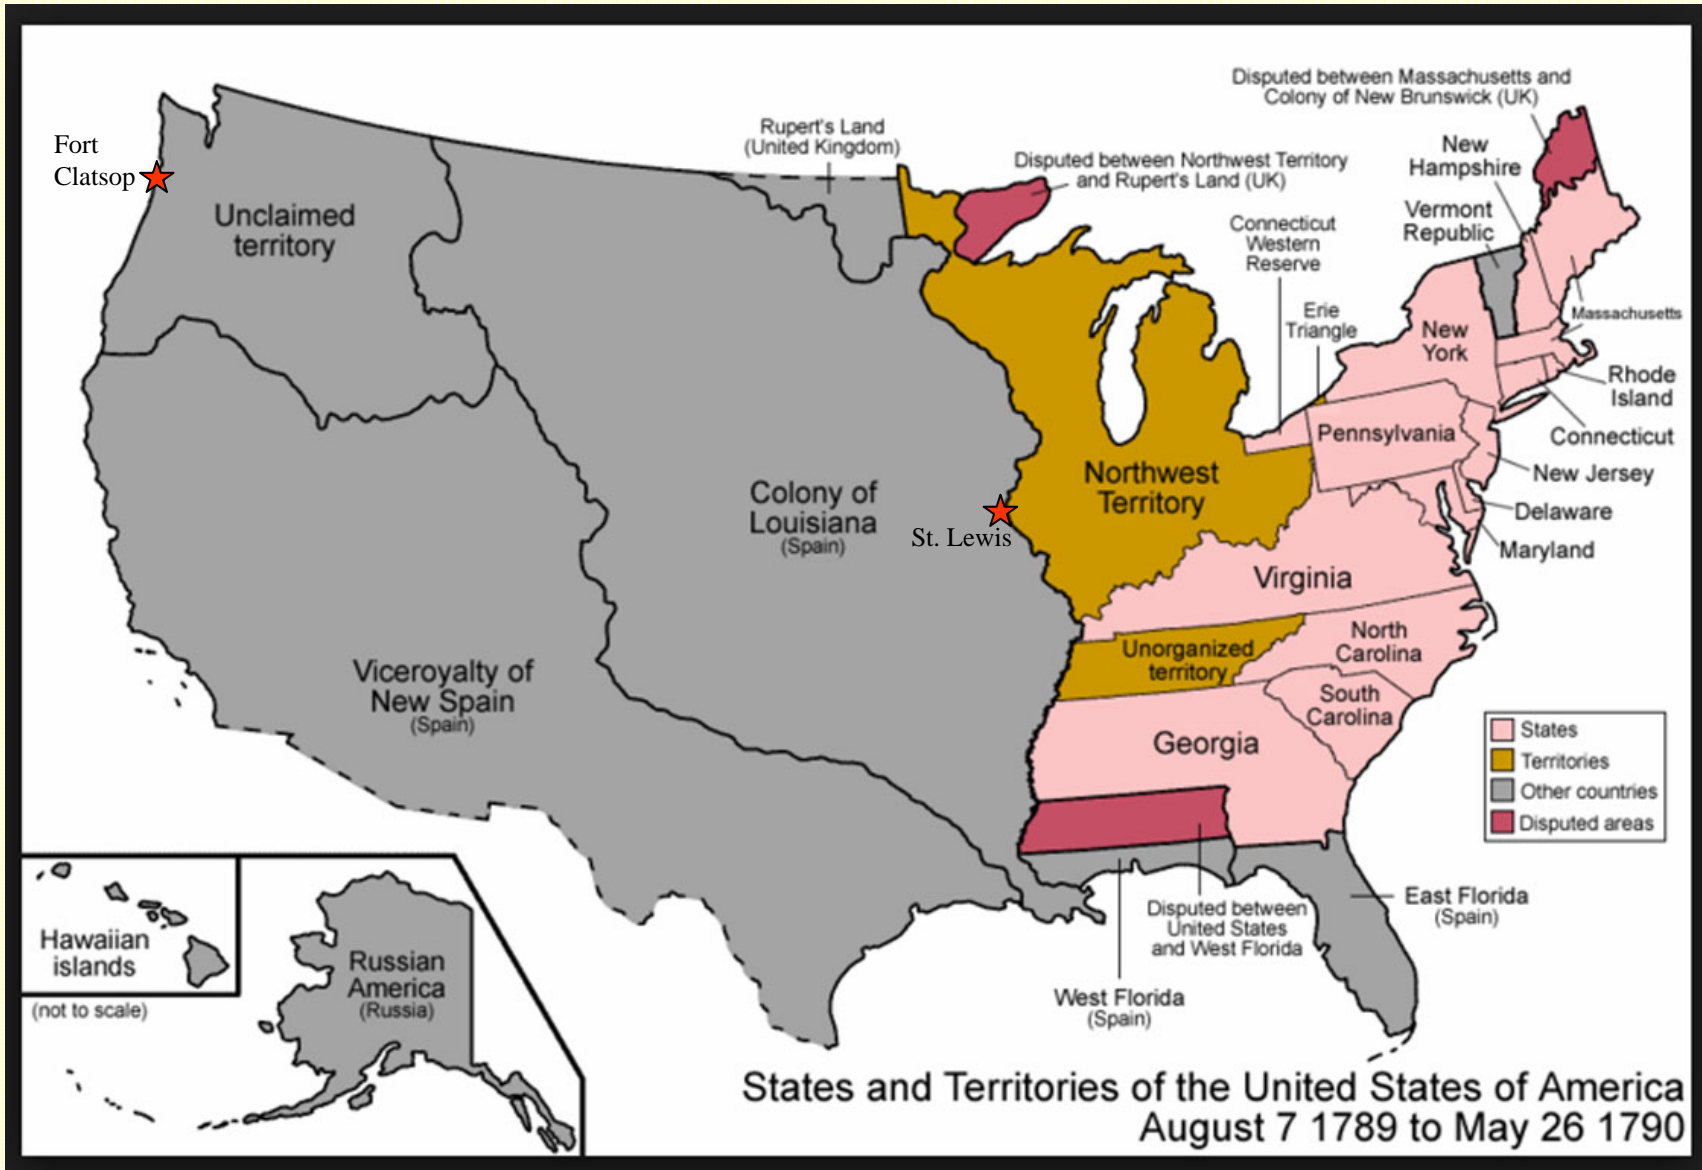 Disputed between Massachusetts and
Colony of New Brunswick (UK)
Fort
Clatsop
Rupert's Land
(United Kingdom)
Disputed between Northwest Territory
and Rupert's Land (UK)
New
Hampshire
Vermont
Republic
Connecticut
Western
Reserve
Unclaimed
territory
Erie
Triangle
Massachusetts
New
York
Rhode
Island
Connecticut
Pennsylvania
New Jersey
Northwest
Territory
Delaware
Maryland
Colony of
Louisiana
(Spain)
St. Lewis
Virginia
North
Carolina
Unorganized
territory
South
Carolina
Viceroyalty of
New Spain
(Spain)
Georgia
States
Territories
Other countries
Disputed areas
East Florida
(Spain)
Disputed between
United States
and West Florida
West Florida
(Spain)
Hawaiian
islands
(not to scale)
Russian
America
(Russia)
States and Territories of the United States of America
August 7 1789 to May 26 1790